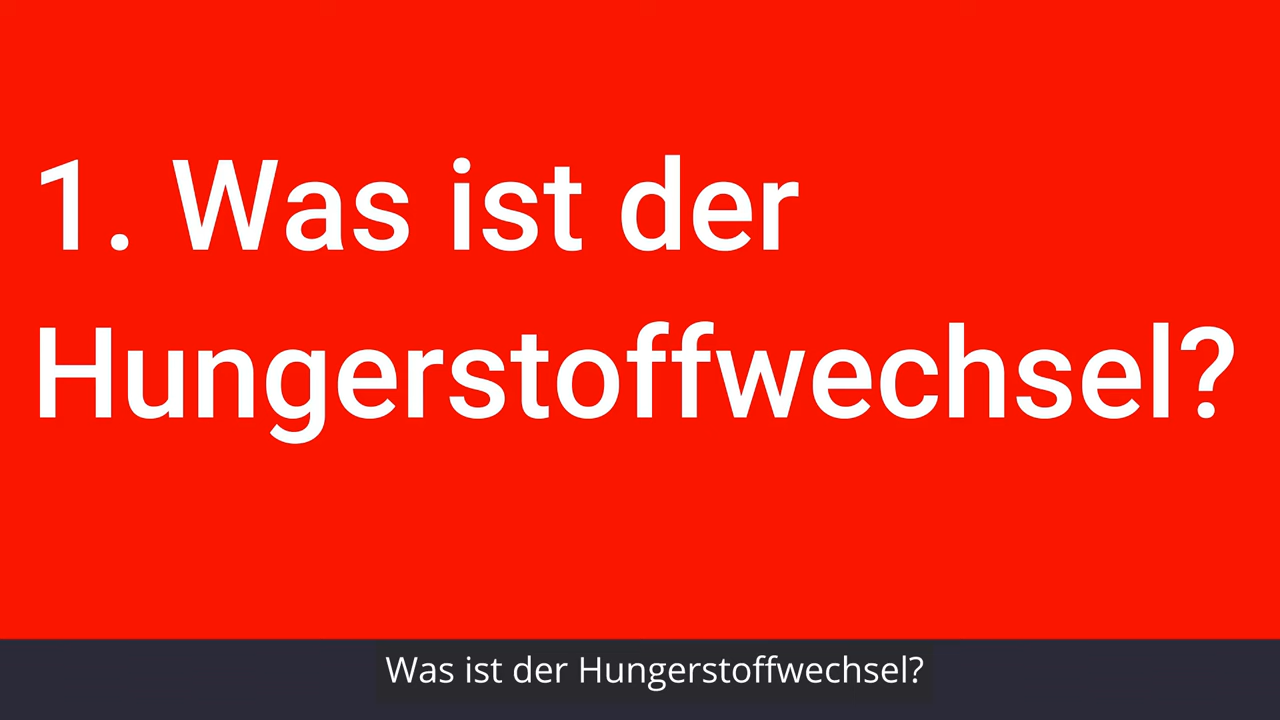 1. Was ist der
Hungerstoffwechsel?
Was ist der Hungerstoffwechsel?